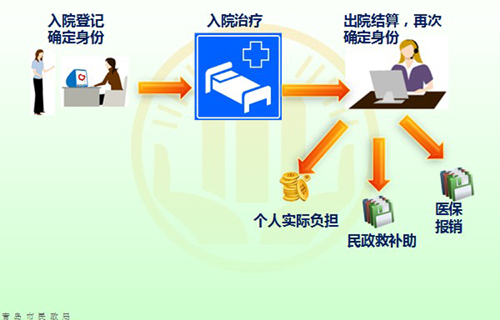 入院登记
确定身份
入院治疗
出院结算，再次
确定身份
个人实际负担
民政救补助
医保
报销
青岛市民政局